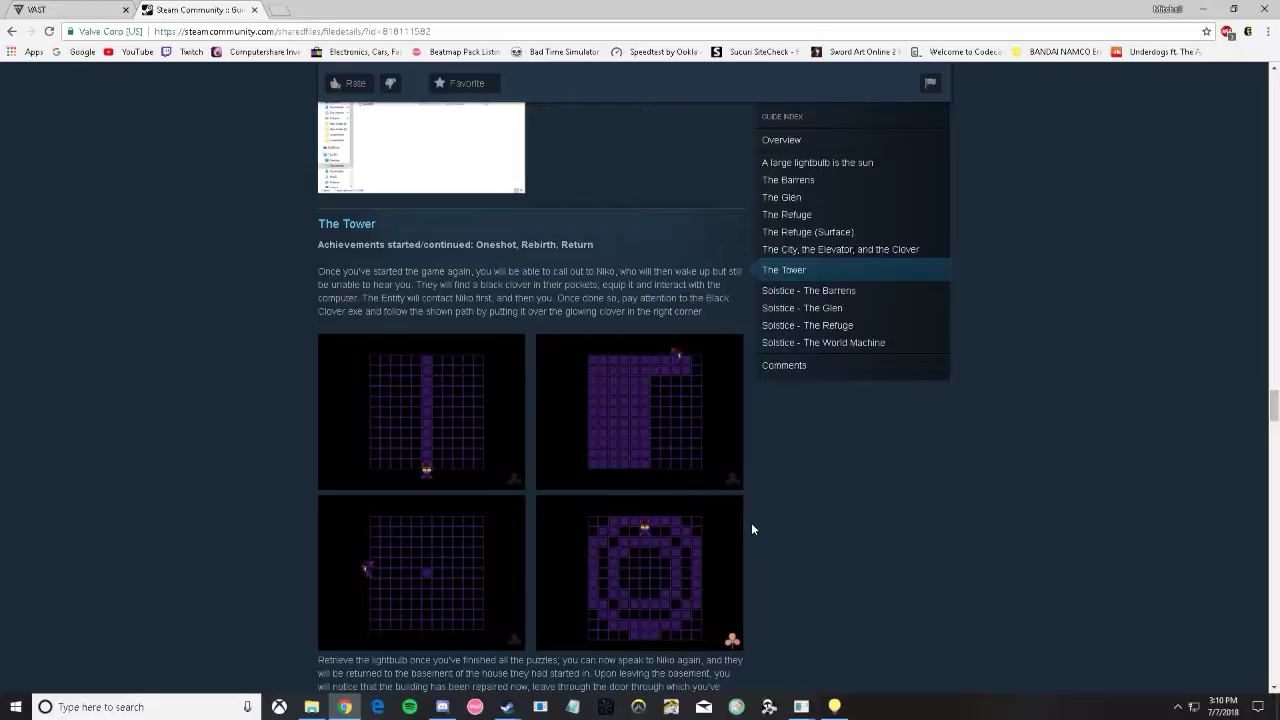 VAST
Steam Community :: Gui
Mitchell
Valve Corp [US]
https://steamcommunity.com/sharedfiles/filedetails/?id=818111582
Apps
Google
Youtube
Twitch
Computershare Inve
Economics
Beatmap Pack Listin
Bad Time Simulator
Speedtest by Ookla
Sucuri SiteCheck - F
Sword Art Online 2
Welcome to Codeca
BANDAI NAMCO En
Underdogs ft. The A
Rate
Favorite
GUIDE INDEX
Overview
A large lightbulb is the sun
The Barrens
The Glen
The Refuge
The Refuge (Surface)
The City, the Elevator, and the Clover
The Tower
Solstice - The Barrens
Solstice - The Glen
Solstice - The Refuge
Solstice - The World Machine
Comments
The Tower
Achievements started/continued: Oneshot, Rebirth, Return
Once you've started the game again, you will be able to call out to Niko, who will then wake up but still
be unable to hear you. They will find a black clover in their pockets; equip it and interact with the
computer. The Entity will contact Niko first, and then you. Once done so, pay attention to the Black
Clover exe and follow the shown path by putting it over the glowing clover in the right corner.
Retrieve the lightbulb once you've finished all the puzzles; you can now speak to Niko again, and they
will be returned to the basement of the house they had started in. Upon leaving the basement, you
will notice that the building has been repaired now; leave through the door through which you've
Type here to search
3:10 PM
7/7/2018